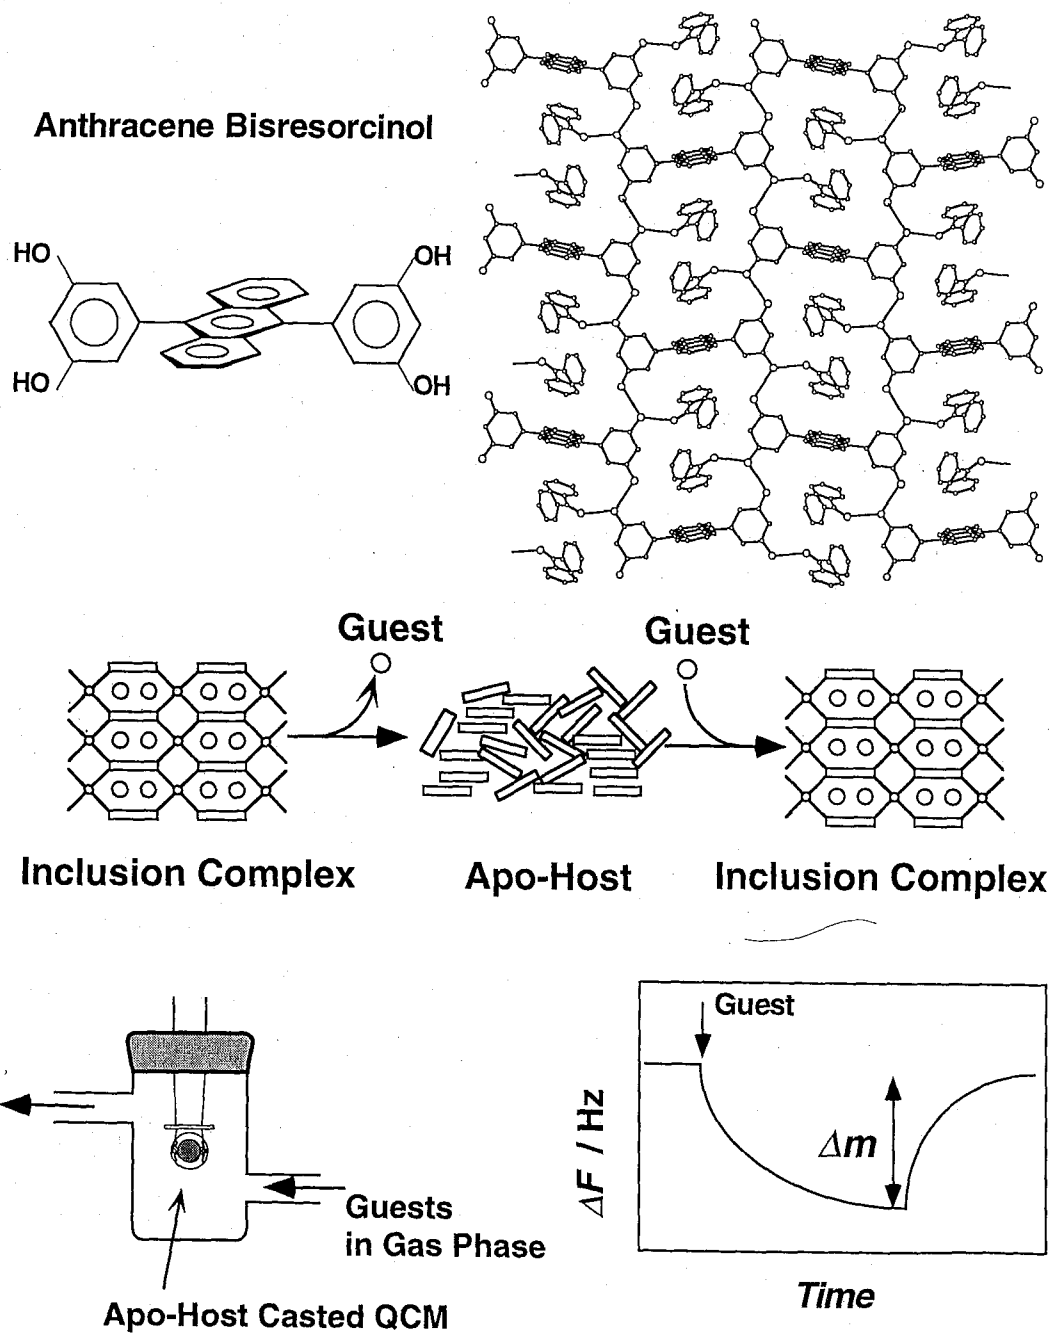 Anthracene Bisresorcinol
HO
OH
HO
OH
Guest
Guest
Inclusion Complex
Apo-Host
Inclusion Complex
Guest
ΔF / Hz
Δm
Guests
in Gas Phase
Time
Apo-Host Casted QCM